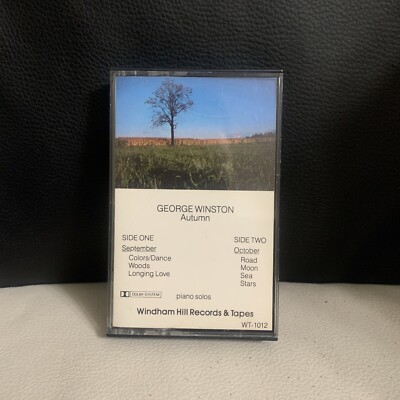 GEORGE WINSTON
Autumn
SIDE ONE
September
Colors/Dance
Woods
Longing Love
SIDE TWO
October
Road
Moon
Sea
Stars
DOLBY SYSTEM
piano solos
Windham Hill Records & Tapes
WT-1012